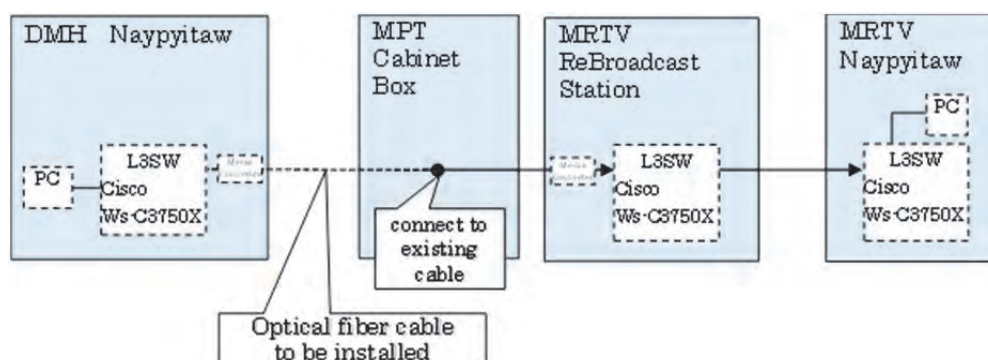 DMH Naypyitaw
PC
L3SW
Cisco
Ws-C3750X
MPT
Cabinet
Box
connect to
existing
cable
Optical fiber cable
to be installed
MRTV
ReBroadcast
Station
L3SW
Cisco
Ws-C3750X
MRTV
Naypyitaw
PC
L3SW
Cisco
Ws-C3750X